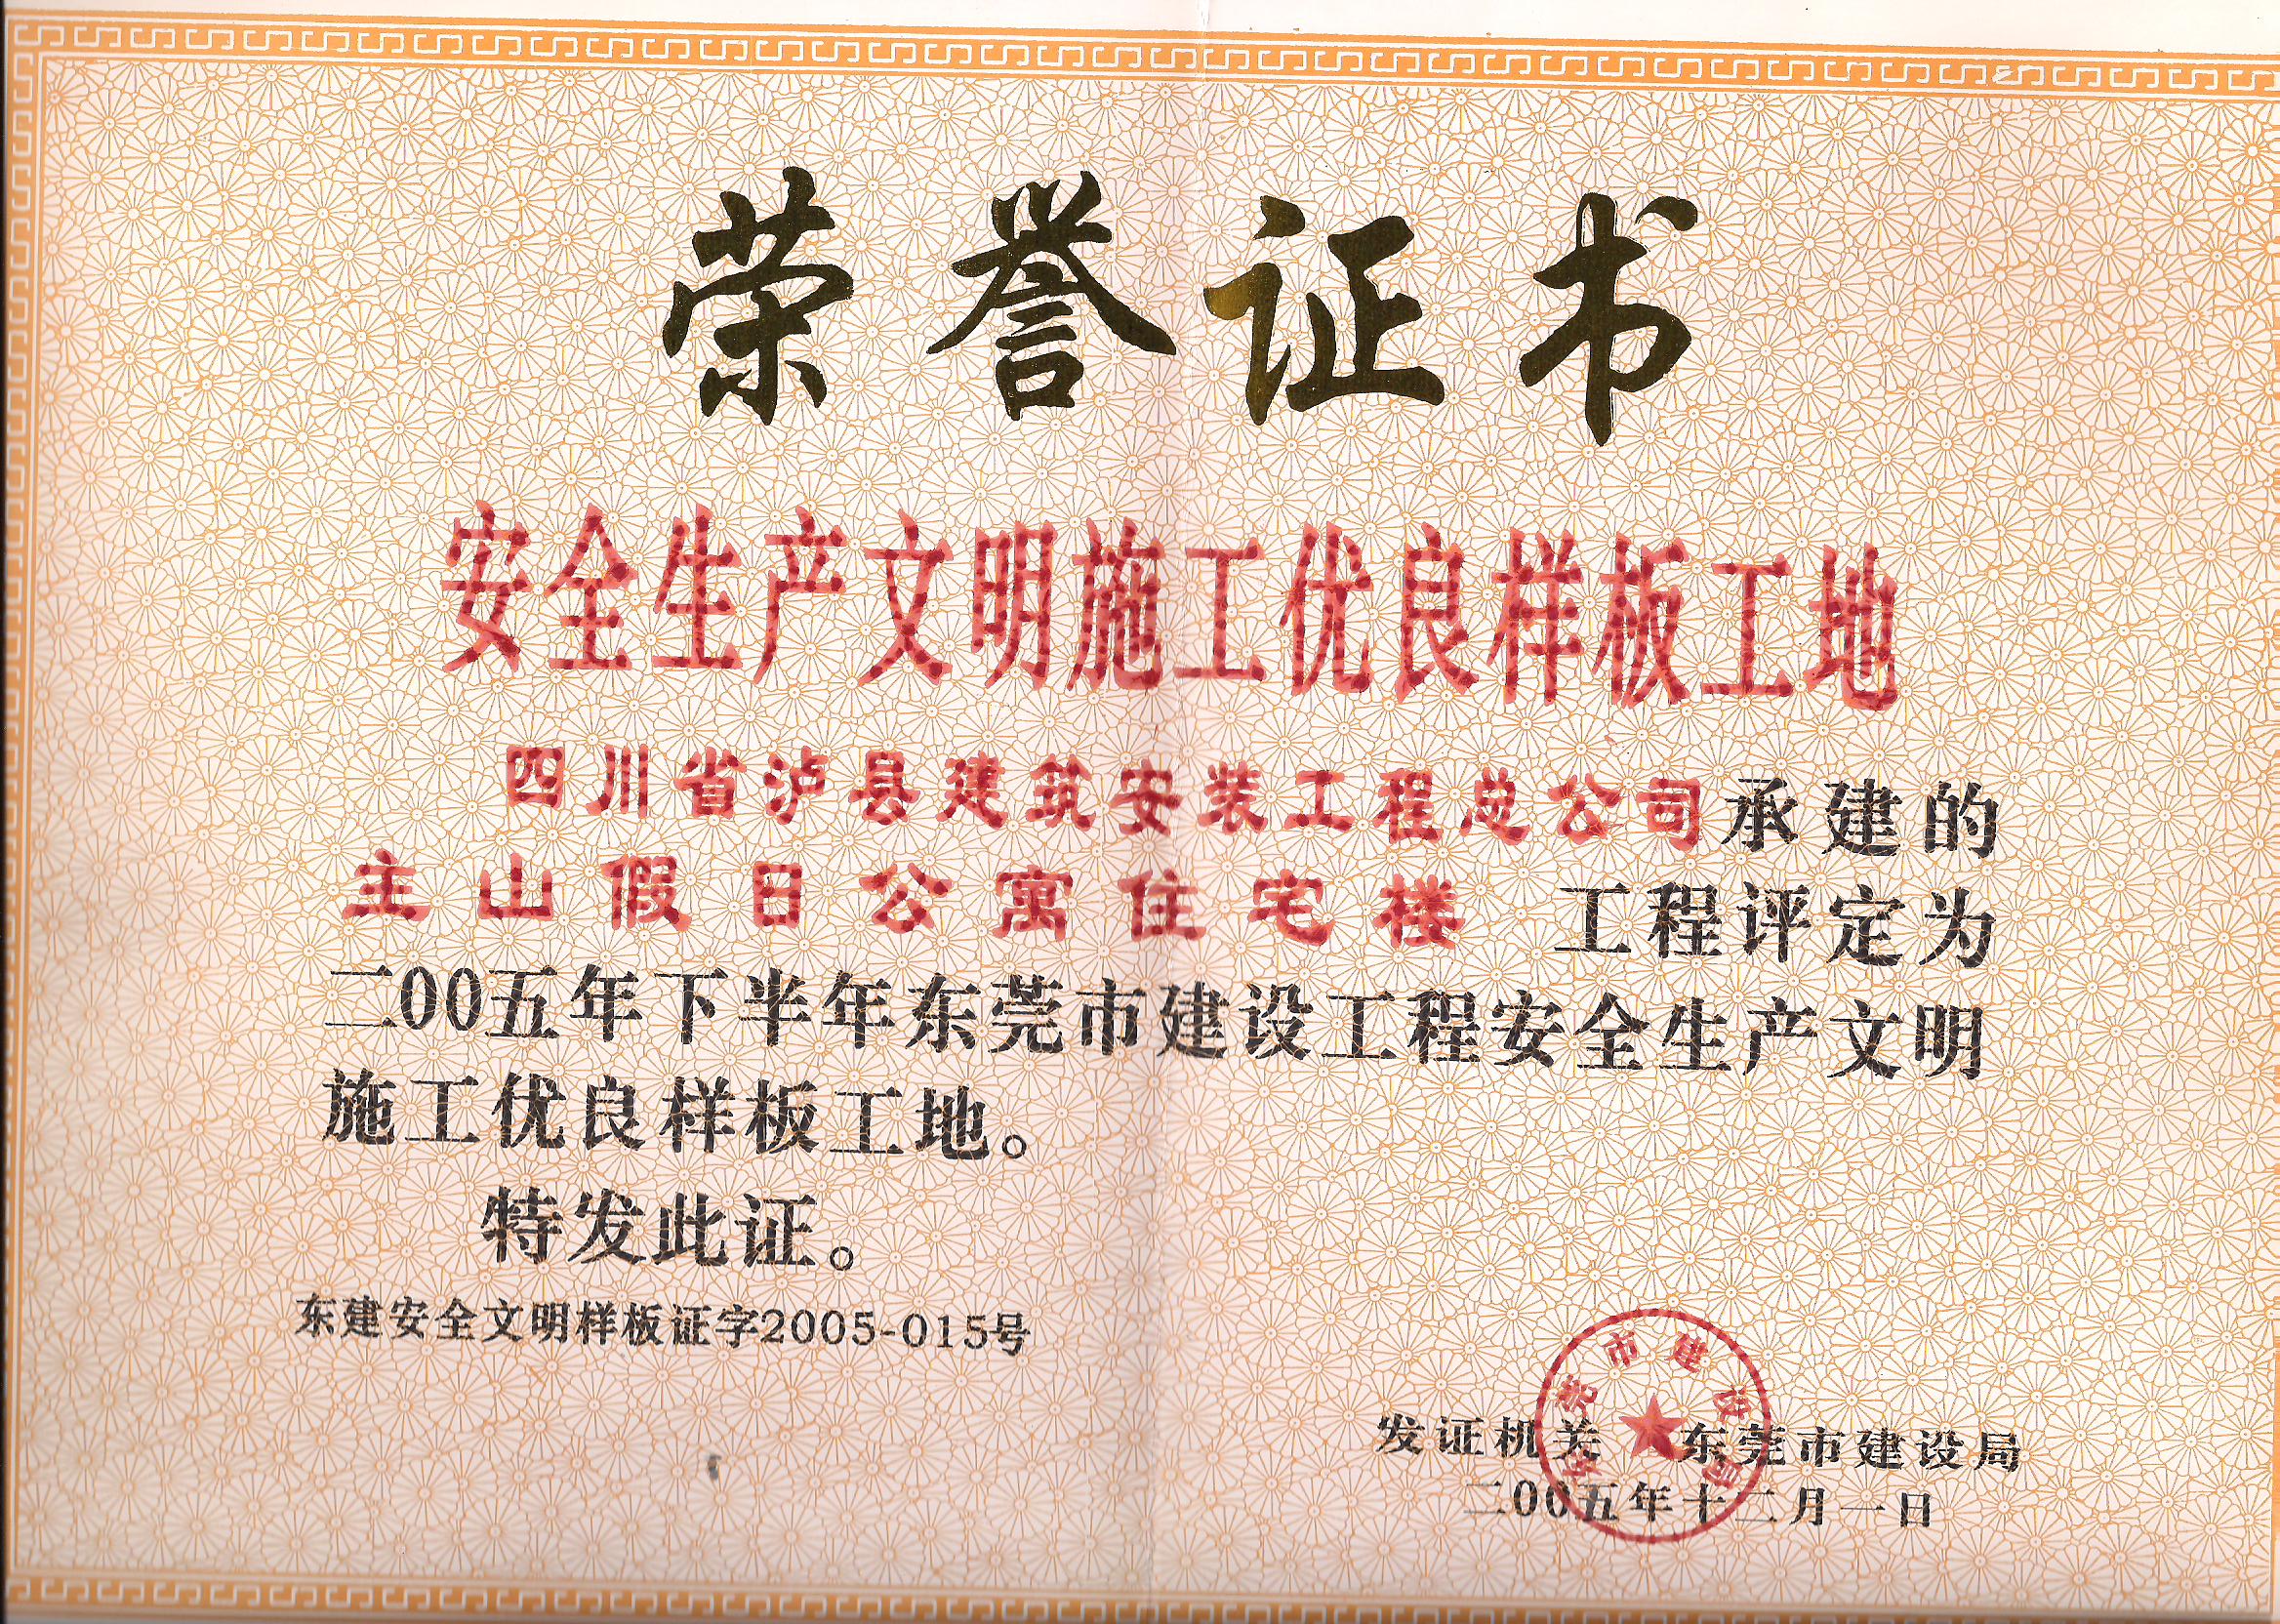 荣誉证书
安全生产文明施工优良样板工地
四川省泸县建筑安装工程总公司承建的
主山假日公寓住宅楼 工程评定为
二00五年下半年东莞市建设工程安全生产文明
施工优良样板工地。
特发此证。
东建安全文明样板证字2005-015号
东莞市建设局
发证机关 东莞市建设局
二00五年十二月一日